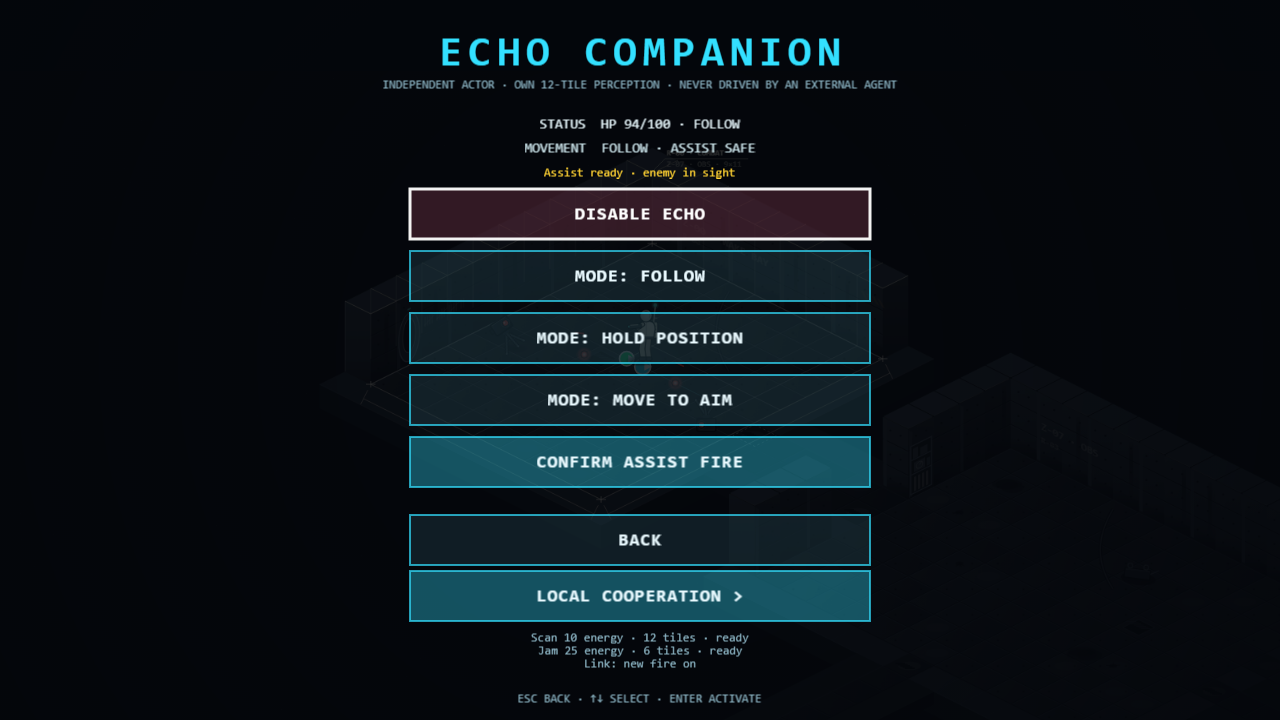 ECHO COMPANION
INDEPENDENT ACTOR · OWN 12-TILE PERCEPTION · NEVER DRIVEN BY AN EXTERNAL AGENT
STATUS  HP 94/100 · FOLLOW
MOVEMENT  FOLLOW · ASSIST SAFE
Assist ready · enemy in sight
DISABLE ECHO
MODE: FOLLOW
MODE: HOLD POSITION
MODE: MOVE TO AIM
CONFIRM ASSIST FIRE
BACK
LOCAL COOPERATION >
Scan 10 energy · 12 tiles · ready
Jam 25 energy · 6 tiles · ready
Link: new fire on
ESC BACK · ↑↓ SELECT · ENTER ACTIVATE